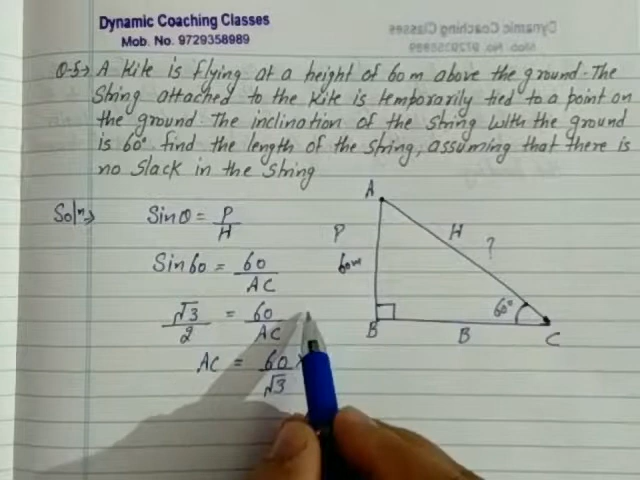 Dynamic Coaching Classes
Mob. No. 9729358989
Q-5⇒ A Kite is flying at a height of 60m above the ground. The
String attached to the Kite is temporarily tied to a point on
the ground. The inclination of the string with the ground
is 60° find the length of the string, assuming that there is
no slack in the string
Solⁿ⇒ Sinθ = P/H
Sin60 = 60/AC
√3/2 = 60/AC
AC = 60/√3 ×
A
P
H
?
60m
60°
B
B
C